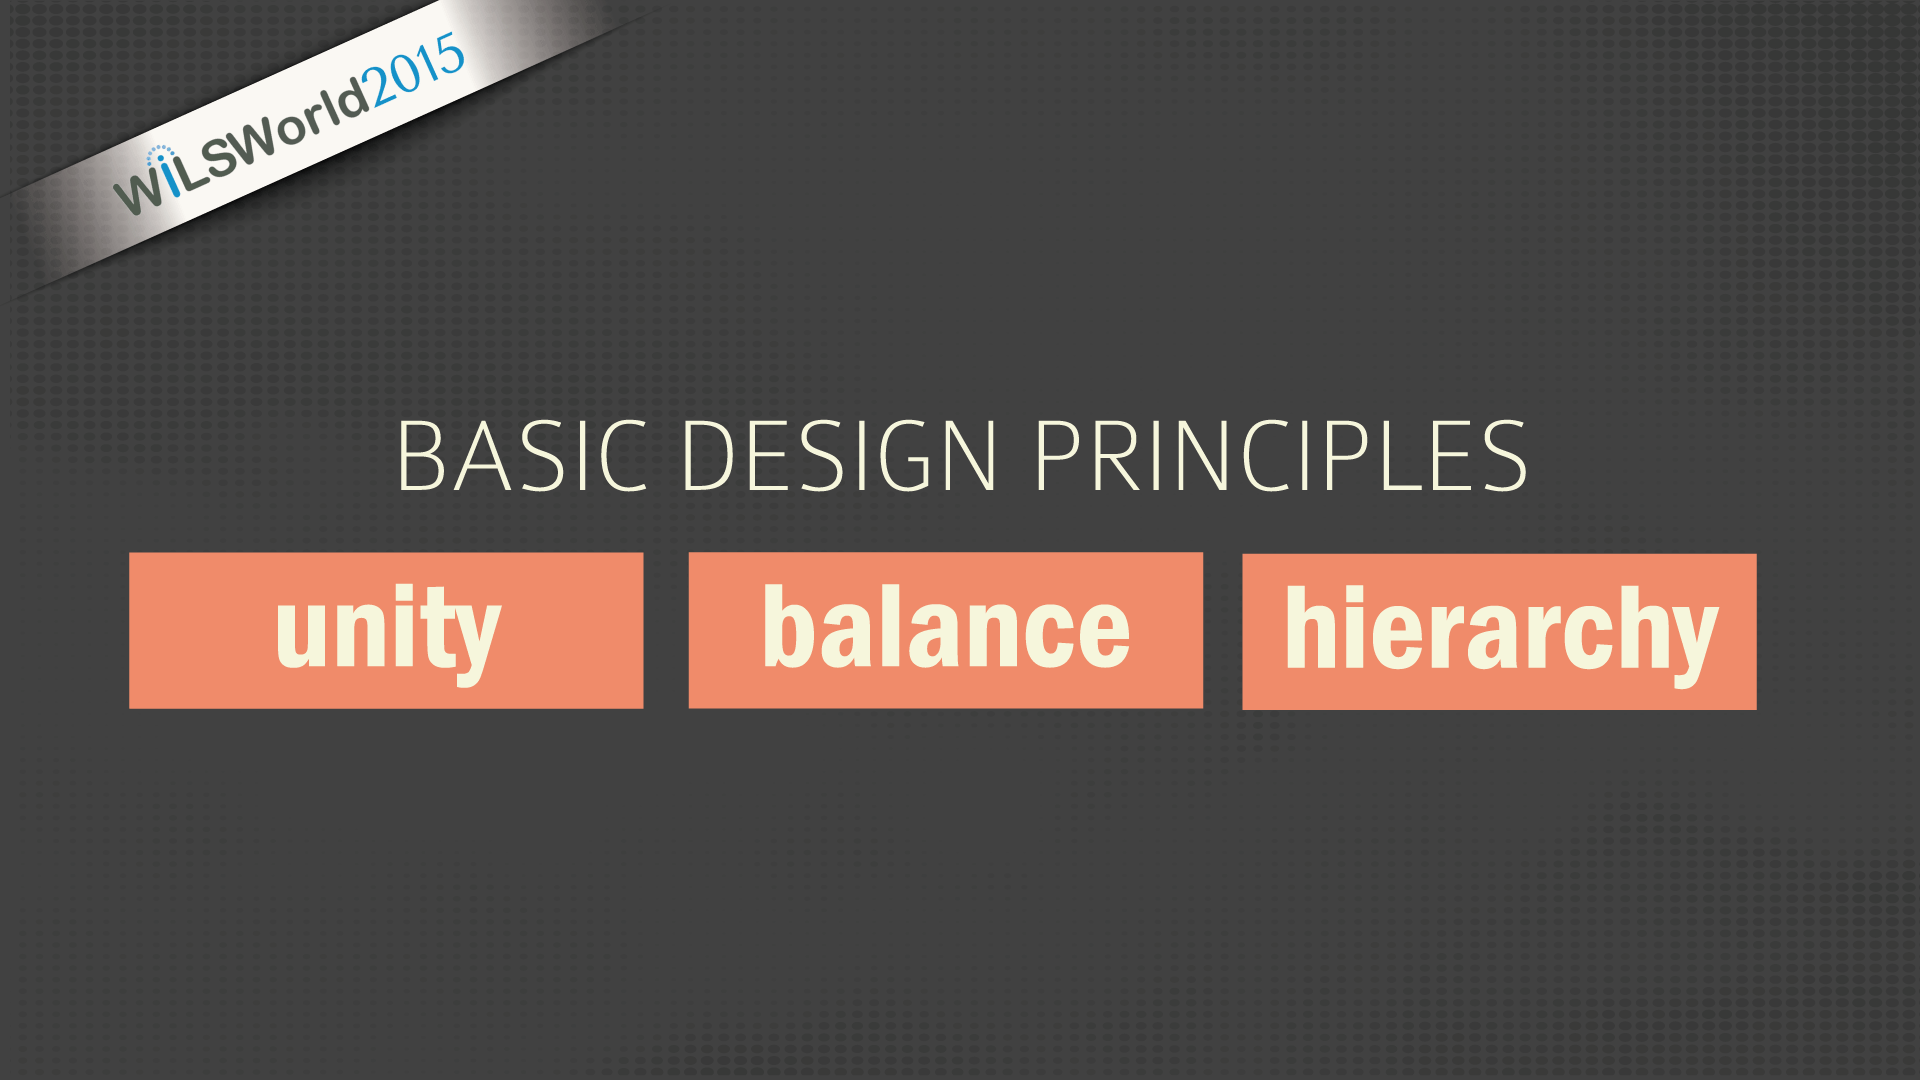 WiLSWorld2015
BASIC DESIGN PRINCIPLES
unity balance hierarchy